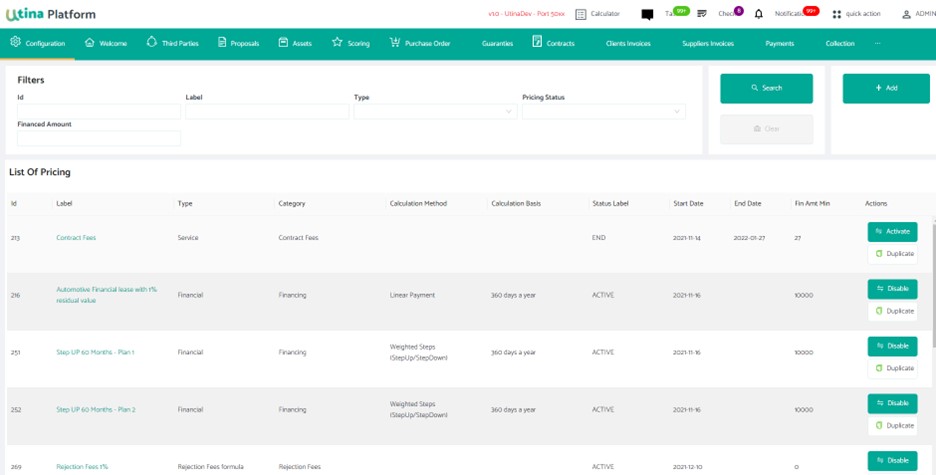 Utina Platform
v10 - UtinaDev - Port 50xx
Calculator
99+
8
Notificati
99+
quick action
ADMIN
Configuration
Welcome
Third Parties
Proposals
Assets
Scoring
Purchase Order
Guaranties
Contracts
Clients Invoices
Suppliers Invoices
Payments
Collection
...
Filters
Id Label Type Pricing Status
Financed Amount
Search
Clear
Add
List Of Pricing
Id Label Type Category Calculation Method Calculation Basis Status Label Start Date End Date Fin Amt Min Actions
213 Contract Fees Service Contract Fees END 2021-11-14 2022-01-27 27 Activate
Duplicate
216 Automotive Financial lease with 1% residual value Financial Financing Linear Payment 360 days a year ACTIVE 2021-11-16 10000 Disable
Duplicate
251 Step UP 60 Months - Plan 1 Financial Financing Weighted Steps (StepUp/StepDown) 360 days a year ACTIVE 2021-11-16 10000 Disable
Duplicate
252 Step UP 60 Months - Plan 2 Financial Financing Weighted Steps (StepUp/StepDown) 360 days a year ACTIVE 2021-11-16 10000 Disable
Duplicate
269 Rejection Fees 1% Rejection Fees formula Rejection Fees ACTIVE 2021-12-10 0 Disable